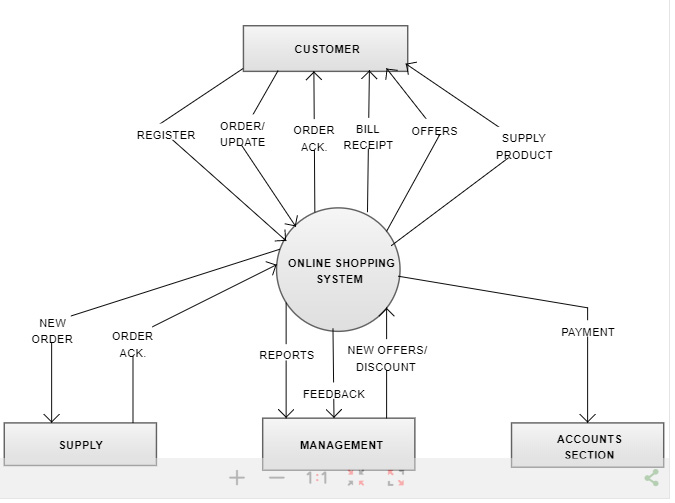 CUSTOMER
REGISTER
ORDER/
UPDATE
ORDER
ACK.
BILL
RECEIPT
OFFERS
SUPPLY
PRODUCT
ONLINE SHOPPING
SYSTEM
NEW
ORDER
ORDER
ACK.
REPORTS
FEEDBACK
NEW OFFERS/
DISCOUNT
PAYMENT
SUPPLY
MANAGEMENT
ACCOUNTS
SECTION
1:1